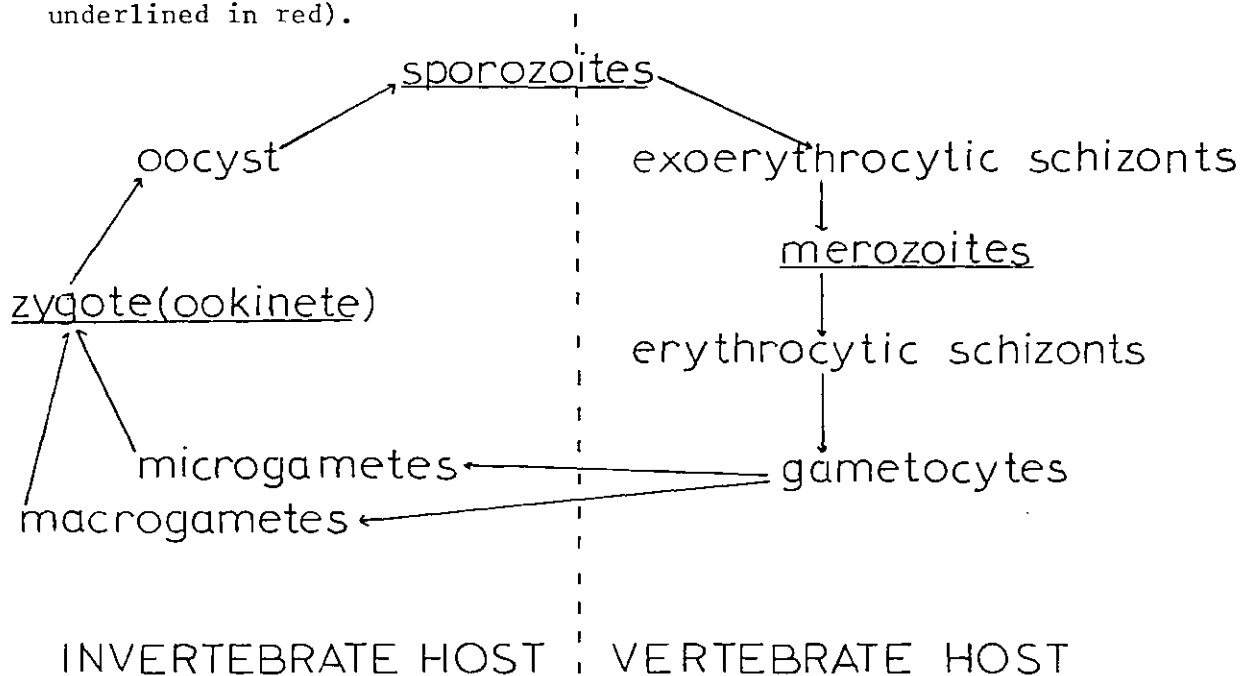 underlined in red).
sporozoites
oocyst
exoerythrocytic schizonts
merozoites
zygote(ookinete)
erythrocytic schizonts
microgametes
gametocytes
macrogametes
INVERTEBRATE HOST
VERTEBRATE HOST